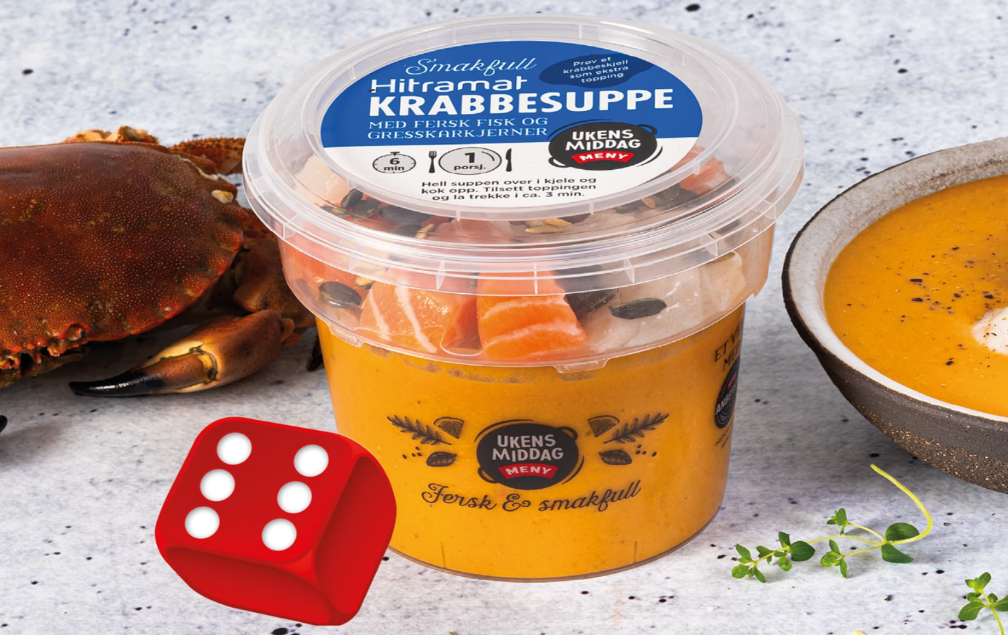 Smakfull
Hitramat
KRABBESUPPE
MED FERSK FISK OG
GRESSKARKJERNER
Prøv et
krabbeskjell
som ekstra
topping
6
min
1
porsj.
UKENS
MIDDAG
MENY
Hell suppen over i kjele og
kok opp. Tilsett toppingen
og la trekke i ca. 3 min.
UKENS
MIDDAG
MENY
Fersk & smakfull